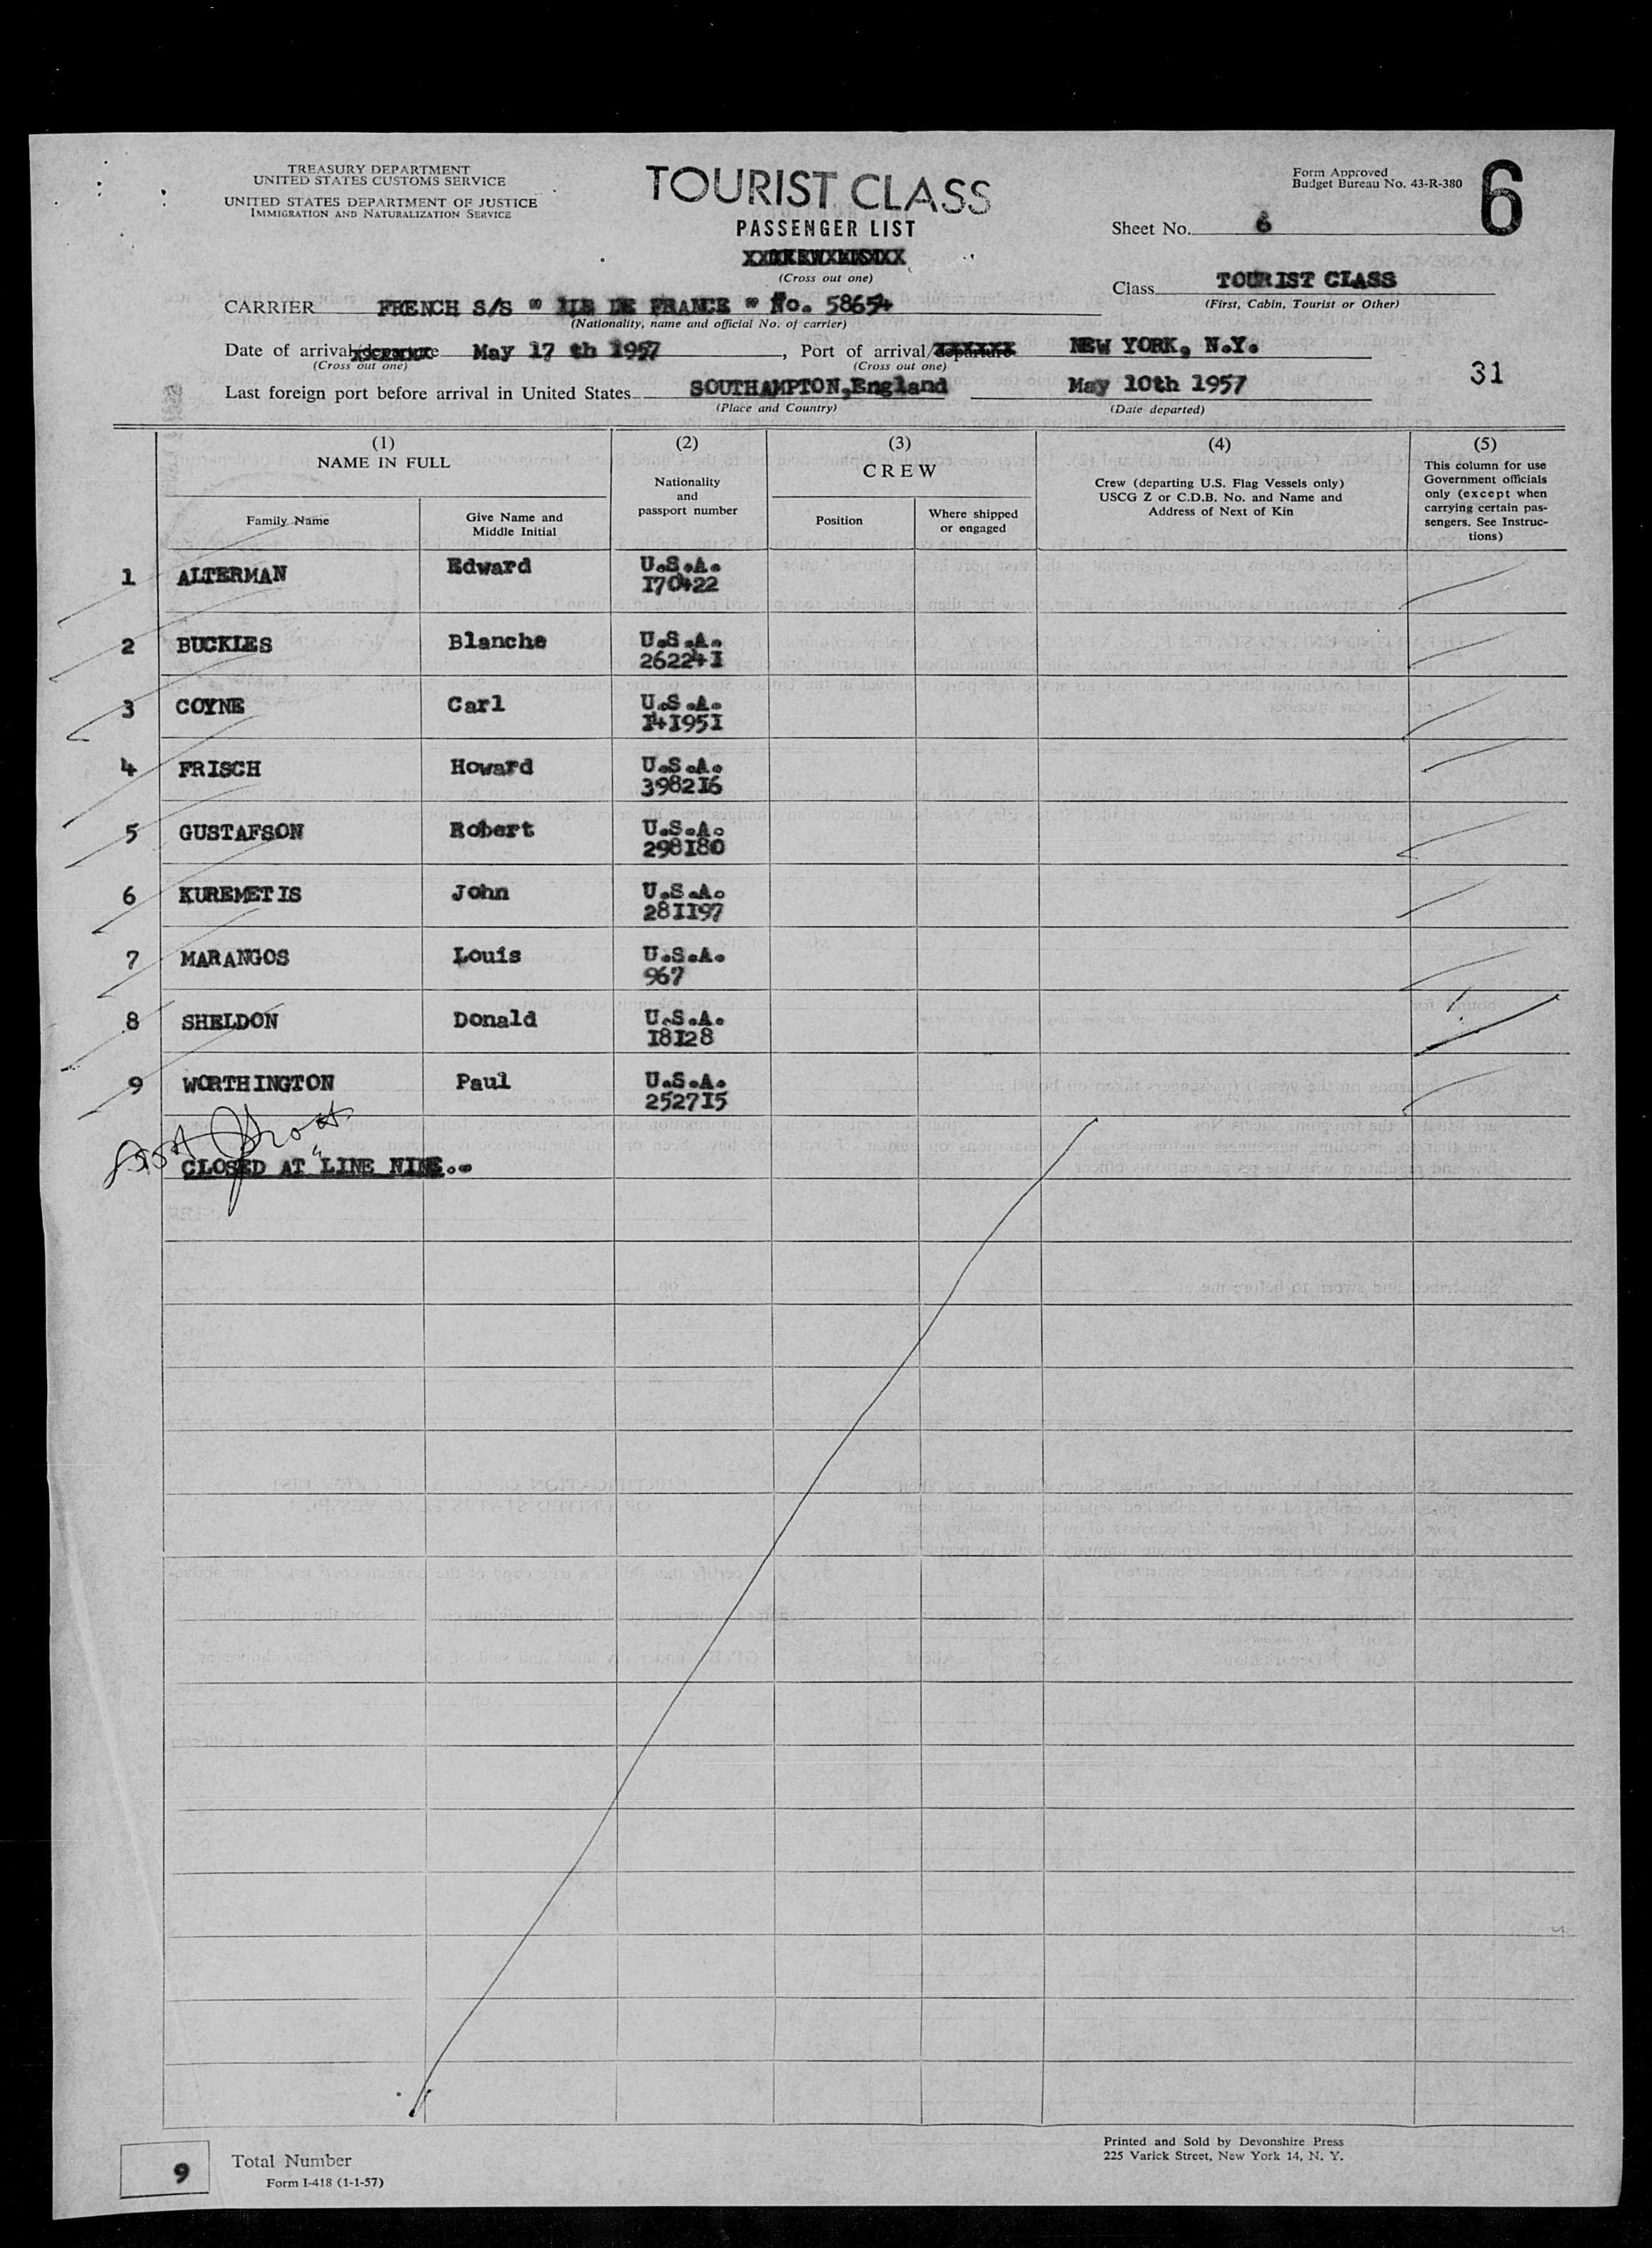 TREASURY DEPARTMENT
UNITED STATES CUSTOMS SERVICE
UNITED STATES DEPARTMENT OF JUSTICE
IMMIGRATION AND NATURALIZATION SERVICE
TOURIST CLASS
PASSENGER LIST
(Cross out one)
Form Approved
Budget Bureau No. 43-R-380
6
Sheet No. 6
Class TOURIST CLASS
(First, Cabin, Tourist or Other)
CARRIER FRENCH S/S " ILE DE FRANCE " No. 58654
(Nationality, name and official No. of carrier)
Date of arrival/departure May 17 th 1957, Port of arrival/departure NEW YORK, N.Y.
(Cross out one) (Cross out one)
31
Last foreign port before arrival in United States SOUTHAMPTON,England May 10th 1957
(Place and Country) (Date departed)
(1) (2) (3) (4) (5)
NAME IN FULL
Nationality and passport number
CREW
Crew (departing U.S. Flag Vessels only)
USCG Z or C.D.B. No. and Name and
Address of Next of Kin
This column for use
Government officials
only (except when
carrying certain pas-
sengers. See Instruc-
tions)
Family Name
Give Name and
Middle Initial
Position
Where shipped
or engaged
1 ALTERMAN Edward U.S.A.
170422
2 BUCKLES Blanche U.S.A.
262241
3 COYNE Carl U.S.A.
141951
4 FRISCH Howard U.S.A.
398216
5 GUSTAFSON Robert U.S.A.
298180
6 KUREMETIS John U.S.A.
281197
7 MARANGOS Louis U.S.A.
967
8 SHELDON Donald U.S.A.
18128
9 WORTHINGTON Paul U.S.A.
252715
CLOSED AT LINE NINE.
9
Total Number
Form I-418 (1-1-57)
Printed and Sold by Devonshire Press
225 Varick Street, New York 14, N. Y.